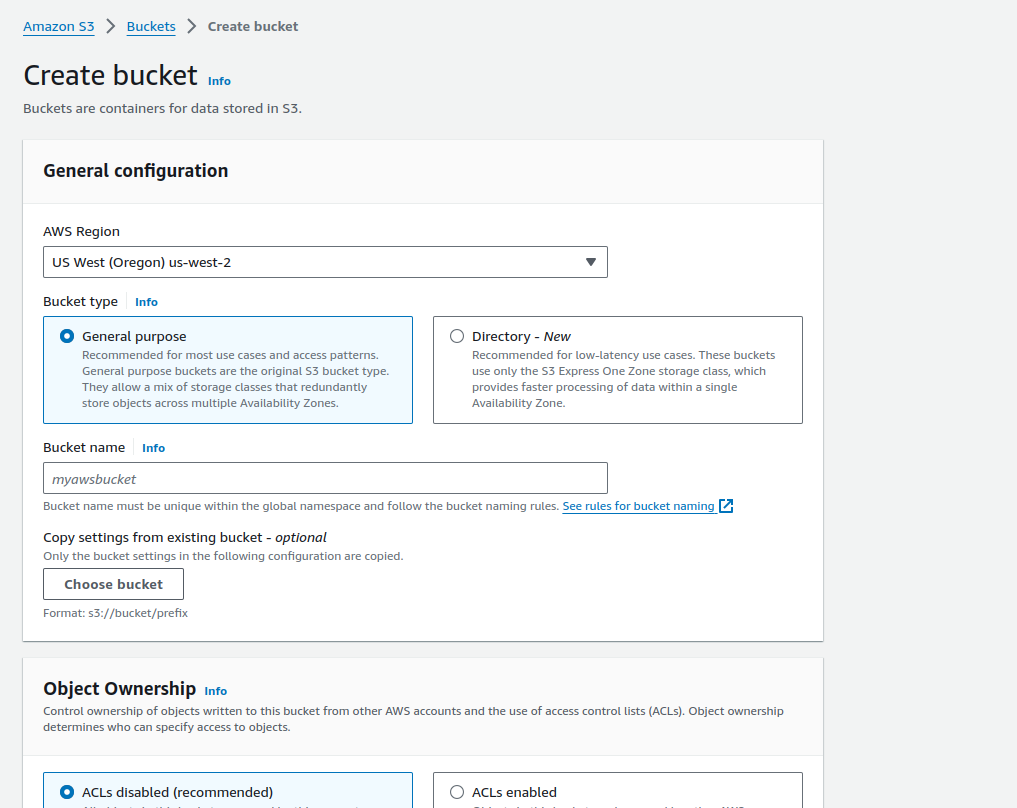 Amazon S3 > Buckets > Create bucket
Create bucket Info
Buckets are containers for data stored in S3.
General configuration
AWS Region
US West (Oregon) us-west-2
Bucket type Info
General purpose
Recommended for most use cases and access patterns.
General purpose buckets are the original S3 bucket type.
They allow a mix of storage classes that redundantly
store objects across multiple Availability Zones.
Directory - New
Recommended for low-latency use cases. These buckets
use only the S3 Express One Zone storage class, which
provides faster processing of data within a single
Availability Zone.
Bucket name Info
myawsbucket
Bucket name must be unique within the global namespace and follow the bucket naming rules. See rules for bucket naming
Copy settings from existing bucket - optional
Only the bucket settings in the following configuration are copied.
Choose bucket
Format: s3://bucket/prefix
Object Ownership Info
Control ownership of objects written to this bucket from other AWS accounts and the use of access control lists (ACLs). Object ownership
determines who can specify access to objects.
ACLs disabled (recommended)
ACLs enabled